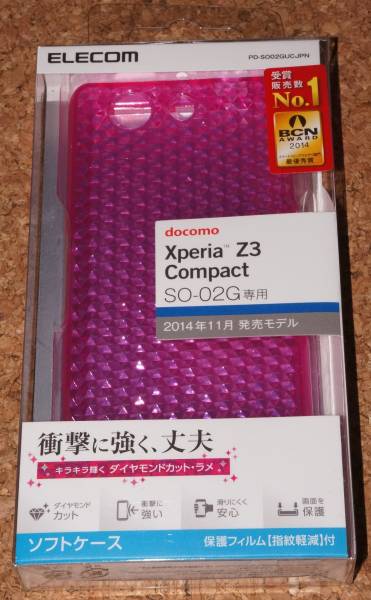 ELECOM
PD-SO02GUCJPN
受賞
販売数
No.1
BCN
AWARD
2014
最優秀賞
docomo
Xperia™ Z3
Compact
SO-02G専用
2014年11月 発売モデル
衝撃に強く、丈夫
キラキラ輝く ダイヤモンドカット・ラメ
ダイヤモンド
カット
衝撃に
強い
滑りにくく
安心
画面を
保護
ソフトケース
保護フィルム【指紋軽減】付